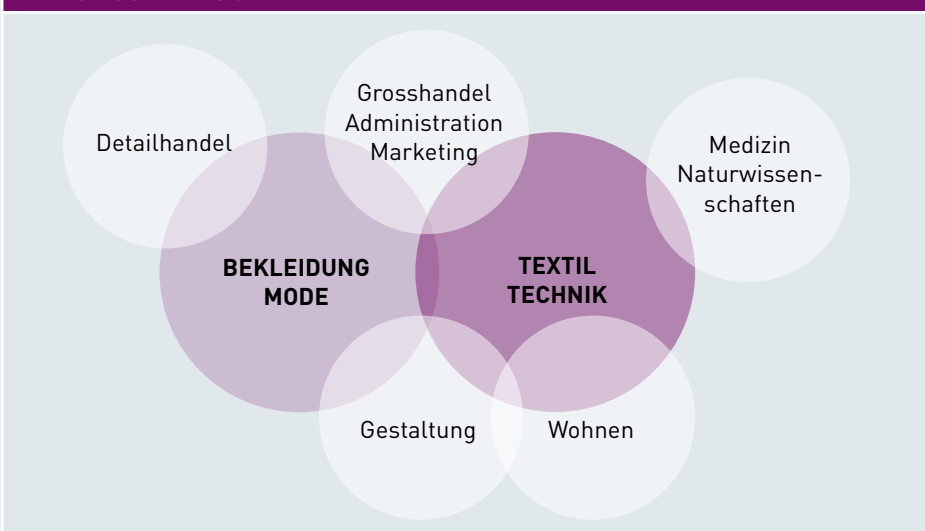 Detailhandel
Grosshandel
Administration
Marketing
Medizin
Naturwissen-
schaften
BEKLEIDUNG
MODE
TEXTIL
TECHNIK
Gestaltung
Wohnen